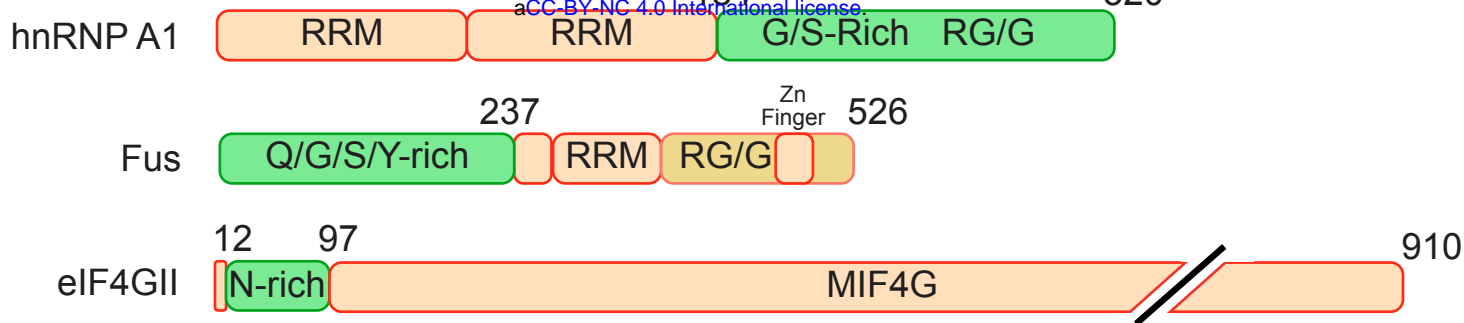 aCC-BY-NC 4.0 International license.
hnRNP A1 RRM RRM G/S-Rich RG/G
237 Zn Finger 526
Fus Q/G/S/Y-rich RRM RG/G
12 97 910
eIF4GII N-rich MIF4G